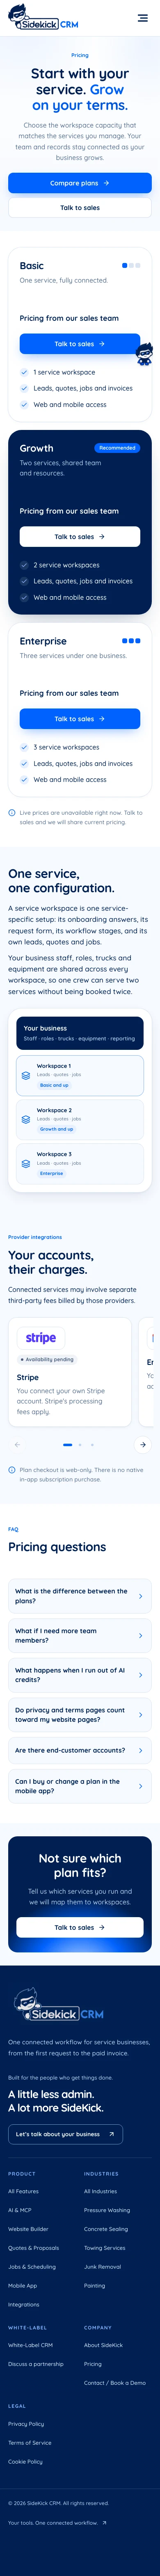 Sidekick CRM
Pricing
Start with your
service. Grow
on your terms.
Choose the workspace capacity that
matches the services you manage. Your
team and records stay connected as your
business grows.
Compare plans
Talk to sales
Basic
One service, fully connected.
Pricing from our sales team
Talk to sales
1 service workspace
Leads, quotes, jobs and invoices
Web and mobile access
Growth
Recommended
Two services, shared team
and resources.
Pricing from our sales team
Talk to sales
2 service workspaces
Leads, quotes, jobs and invoices
Web and mobile access
Enterprise
Three services under one business.
Pricing from our sales team
Talk to sales
3 service workspaces
Leads, quotes, jobs and invoices
Web and mobile access
Live prices are unavailable right now. Talk to
sales and we will share current pricing.
One service,
one configuration.
A service workspace is one service-
specific setup: its onboarding answers, its
request form, its workflow stages, and its
own leads, quotes and jobs.
Your business staff, roles, trucks and
equipment are shared across every
workspace, so one crew can serve two
services without being booked twice.
Your business
Staff · roles · trucks · equipment · reporting
Workspace 1
Leads · quotes · jobs
Basic and up
Workspace 2
Leads · quotes · jobs
Growth and up
Workspace 3
Leads · quotes · jobs
Enterprise
Provider integrations
Your accounts,
their charges.
Connected services may involve separate
third-party fees billed by those providers.
stripe
Availability pending
Stripe
You connect your own Stripe
account. Stripe's processing
fees apply.
Plan checkout is web-only. There is no native
in-app subscription purchase.
FAQ
Pricing questions
What is the difference between the
plans?
What if I need more team
members?
What happens when I run out of AI
credits?
Do privacy and terms pages count
toward my website pages?
Are there end-customer accounts?
Can I buy or change a plan in the
mobile app?
Not sure which
plan fits?
Tell us which services you run and
we will map them to workspaces.
Talk to sales
Sidekick CRM
One connected workflow for service businesses,
from the first request to the paid invoice.
Built for the people who get things done.
A little less admin.
A lot more SideKick.
Let's talk about your business
PRODUCT
INDUSTRIES
All Features
All Industries
AI & MCP
Pressure Washing
Website Builder
Concrete Sealing
Quotes & Proposals
Towing Services
Jobs & Scheduling
Junk Removal
Mobile App
Painting
Integrations
WHITE-LABEL
COMPANY
White-Label CRM
About SideKick
Discuss a partnership
Pricing
Contact / Book a Demo
LEGAL
Privacy Policy
Terms of Service
Cookie Policy
© 2026 SideKick CRM. All rights reserved.
Your tools. One connected workflow.